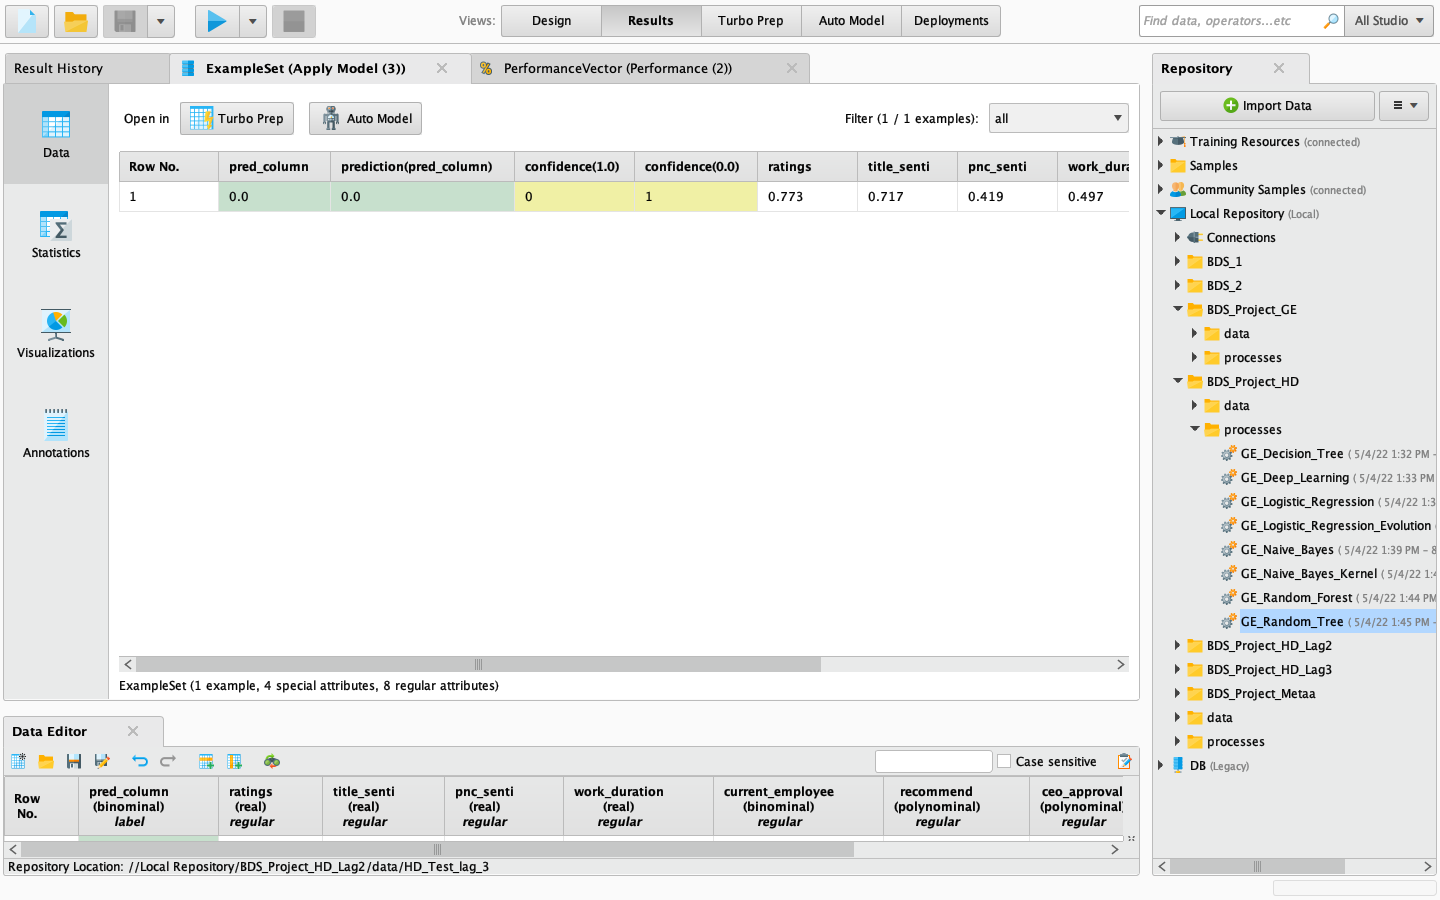 Views:
Design
Results
Turbo Prep
Auto Model
Deployments
Find data, operators...etc
All Studio
Result History
ExampleSet (Apply Model (3))
PerformanceVector (Performance (2))
Data
Statistics
Visualizations
Annotations
Open in
Turbo Prep
Auto Model
Filter (1 / 1 examples):
all
Row No. pred_column prediction(pred_column) confidence(1.0) confidence(0.0) ratings title_senti pnc_senti work_dura
1 0.0 0.0 0 1 0.773 0.717 0.419 0.497
ExampleSet (1 example, 4 special attributes, 8 regular attributes)
Repository
Import Data
Training Resources (connected)
Samples
Community Samples (connected)
Local Repository (Local)
Connections
BDS_1
BDS_2
BDS_Project_GE
data
processes
BDS_Project_HD
data
processes
GE_Decision_Tree ( 5/4/22 1:32 PM –
GE_Deep_Learning ( 5/4/22 1:33 PM
GE_Logistic_Regression ( 5/4/22 1:3
GE_Logistic_Regression_Evolution
GE_Naive_Bayes ( 5/4/22 1:39 PM – 8
GE_Naive_Bayes_Kernel ( 5/4/22 1:4
GE_Random_Forest ( 5/4/22 1:44 PM
GE_Random_Tree ( 5/4/22 1:45 PM –
BDS_Project_HD_Lag2
BDS_Project_HD_Lag3
BDS_Project_Metaa
data
processes
DB (Legacy)
Data Editor
Case sensitive
Row No.
pred_column (binominal) label
ratings (real) regular
title_senti (real) regular
pnc_senti (real) regular
work_duration (real) regular
current_employee (binominal) regular
recommend (polynominal) regular
ceo_approval (polynominal) regular
Repository Location: //Local Repository/BDS_Project_HD_Lag2/data/HD_Test_lag_3